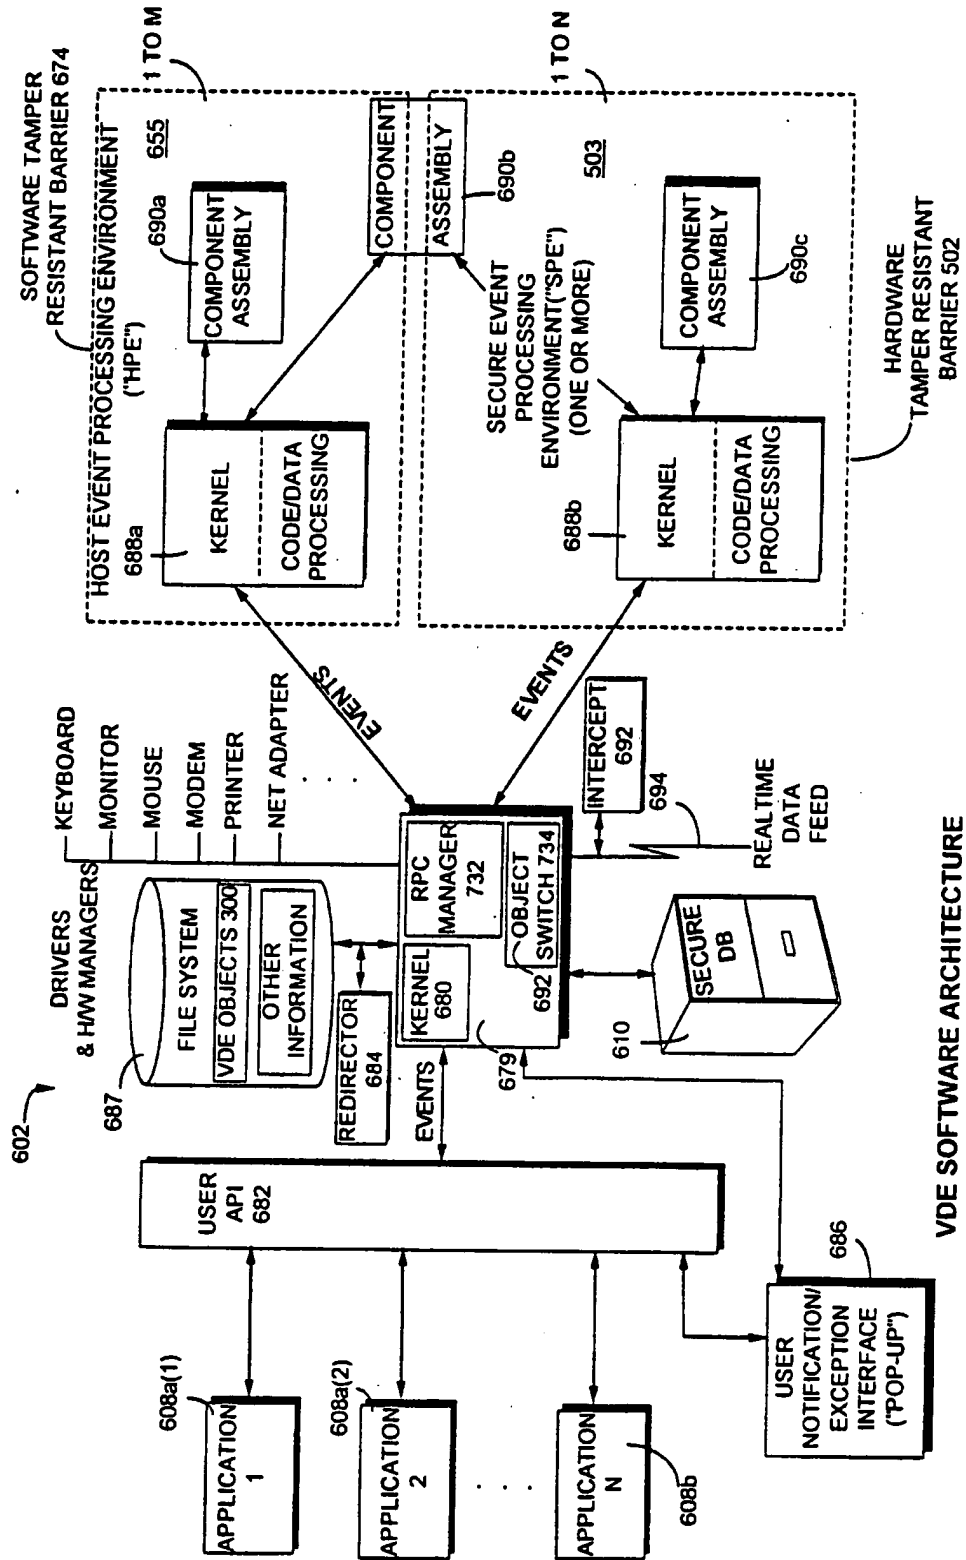 602
DRIVERS
& H/W MANAGERS
KEYBOARD
MONITOR
MOUSE
MODEM
PRINTER
NET ADAPTER
. . . .
687
FILE SYSTEM
VDE OBJECTS 300
OTHER
INFORMATION
REDIRECTOR
684
APPLICATION
1
608a(1)
APPLICATION
2
608a(2)
. . . .
APPLICATION
N
608b
USER
API
682
EVENTS
KERNEL
680
RPC
MANAGER
732
OBJECT
SWITCH 734
692
679
INTERCEPT
692
694
REALTIME
DATA
FEED
SECURE
DB
610
USER
NOTIFICATION/
EXCEPTION
INTERFACE
("POP-UP")
686
EVENTS
EVENTS
SOFTWARE TAMPER
RESISTANT BARRIER 674
HOST EVENT PROCESSING ENVIRONMENT
("HPE")
655
1 TO M
688a
KERNEL
CODE/DATA
PROCESSING
690a
COMPONENT
ASSEMBLY
COMPONENT
ASSEMBLY
690b
SECURE EVENT
PROCESSING
ENVIRONMENT("SPE")
(ONE OR MORE)
503
1 TO N
688b
KERNEL
CODE/DATA
PROCESSING
COMPONENT
ASSEMBLY
690c
HARDWARE
TAMPER RESISTANT
BARRIER 502
VDE SOFTWARE ARCHITECTURE